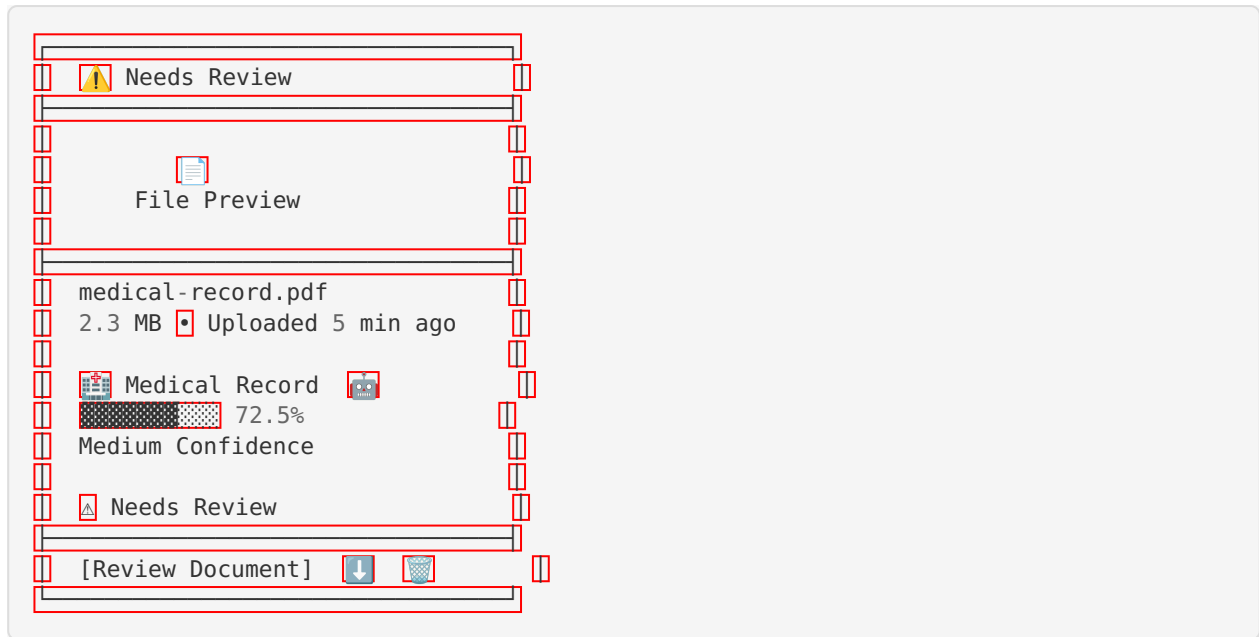 ┌──────────────────────────────────┐
│  ⚠️ Needs Review                │
├──────────────────────────────────┤
│                                  │
│         📄                       │
│      File Preview                │
│                                  │
├──────────────────────────────────┤
│  medical-record.pdf              │
│  2.3 MB • Uploaded 5 min ago     │
│                                  │
│  🏥 Medical Record  🤖           │
│  ▓▓▓▓▓▓▓░░░ 72.5%               │
│  Medium Confidence               │
│                                  │
│  ⚠ Needs Review                  │
├──────────────────────────────────┤
│  [Review Document]  ⬇️  🗑️        │
└──────────────────────────────────┘